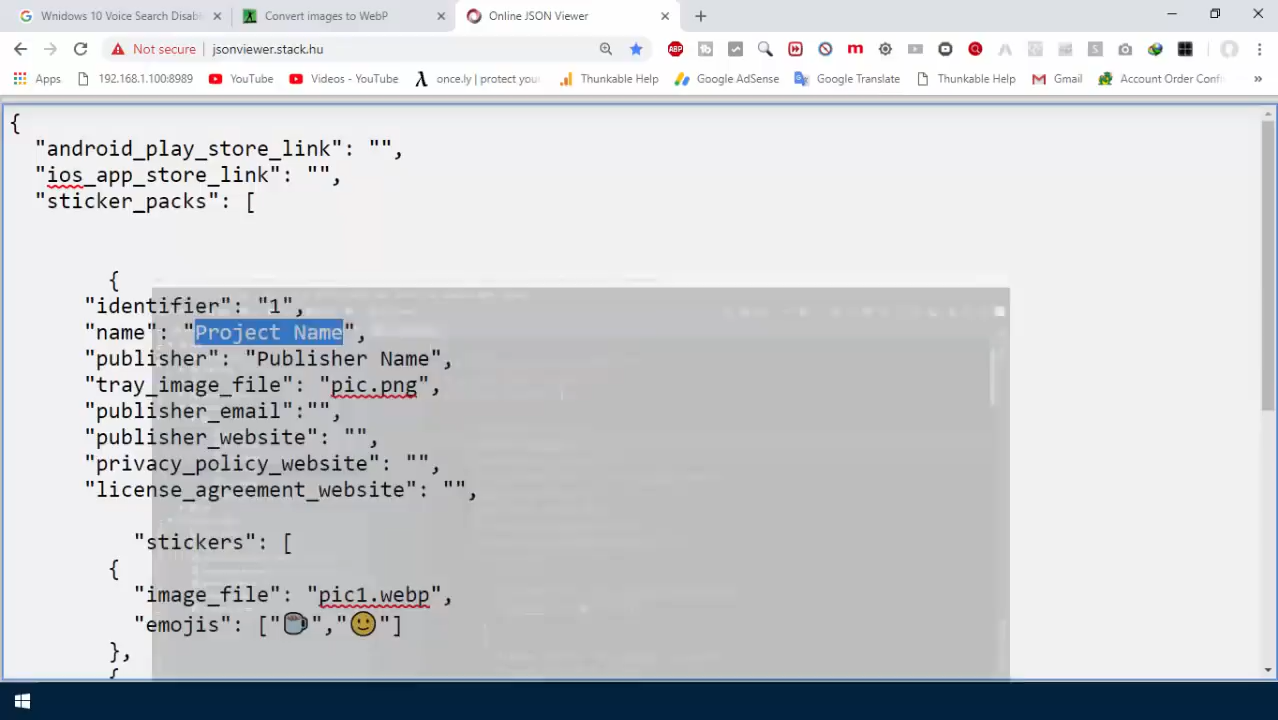 Wnidows 10 Voice Search Disab
Convert images to WebP
Online JSON Viewer
Not secure
jsonviewer.stack.hu
ABP
Apps
192.168.1.100:8989
YouTube
Videos - YouTube
once.ly | protect you
Thunkable Help
Google AdSense
Google Translate
Thunkable Help
Gmail
Account Order Conf
{
"android_play_store_link": "",
"ios_app_store_link": "",
"sticker_packs": [
{
"identifier": "1",
"name": "Project Name",
"publisher": "Publisher Name",
"tray_image_file": "pic.png",
"publisher_email":"",
"publisher_website": "",
"privacy_policy_website": "",
"license_agreement_website": "",
"stickers": [
{
"image_file": "pic1.webp",
"emojis": ["☕","🙂"]
},
{